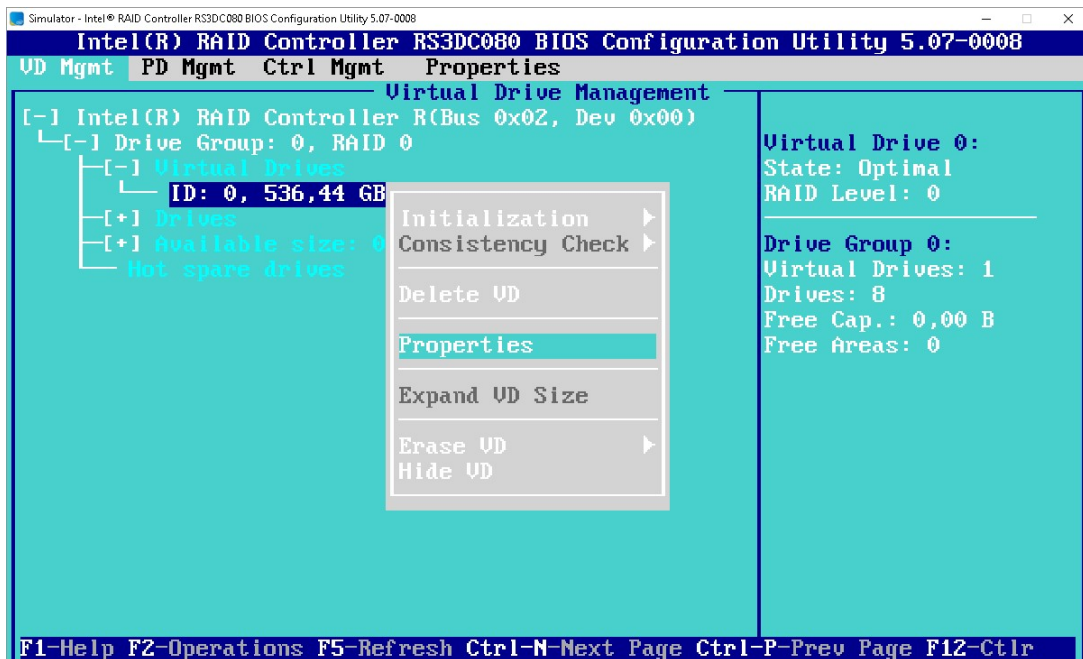 Simulator - Intel® RAID Controller RS3DC080 BIOS Configuration Utility 5.07-0008
Intel(R) RAID Controller RS3DC080 BIOS Configuration Utility 5.07-0008
VD Mgmt PD Mgmt Ctrl Mgmt Properties
Virtual Drive Management
[-] Intel(R) RAID Controller R(Bus 0x02, Dev 0x00)
[-] Drive Group: 0, RAID 0
[-] Virtual Drives
ID: 0, 536,44 GB
[+] Drives
[+] Available size: 0
Hot spare drives
Initialization
Consistency Check
Delete VD
Properties
Expand VD Size
Erase VD
Hide VD
Virtual Drive 0:
State: Optimal
RAID Level: 0
Drive Group 0:
Virtual Drives: 1
Drives: 8
Free Cap.: 0,00 B
Free Areas: 0
F1-Help F2-Operations F5-Refresh Ctrl-N-Next Page Ctrl-P-Prev Page F12-Ctlr